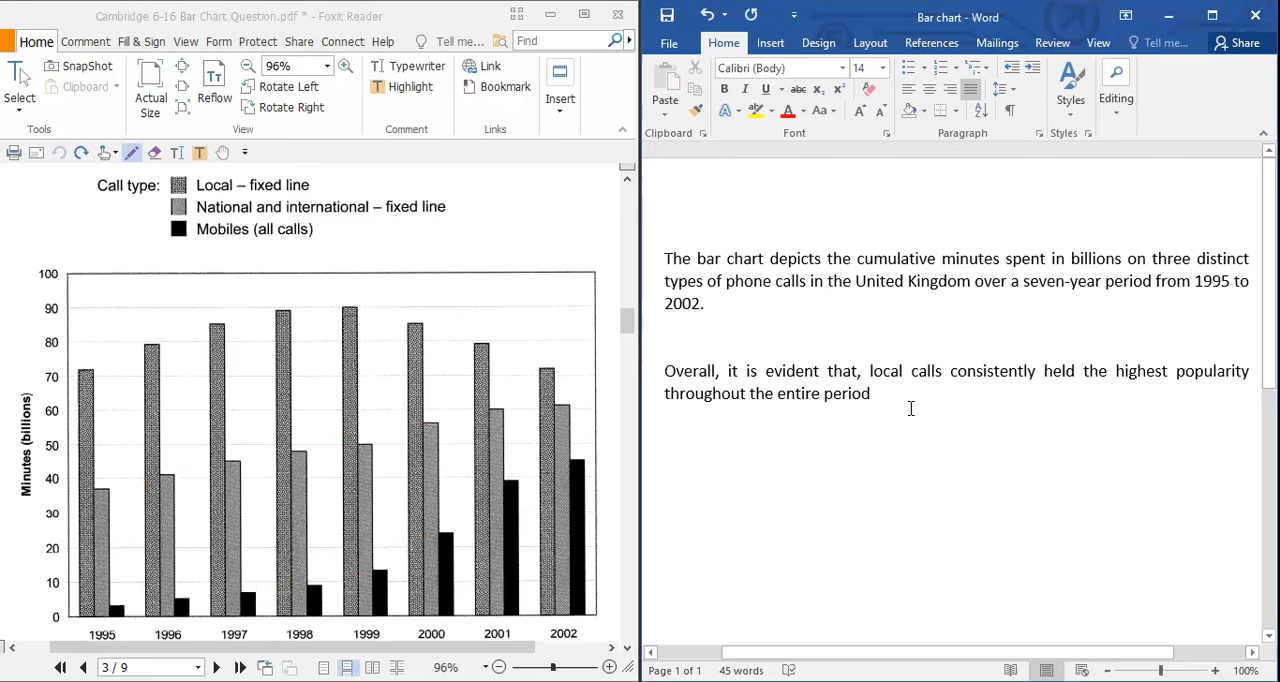 Cambridge 6-16 Bar Chart Question.pdf * - Foxit Reader
Home Comment Fill & Sign View Form Protect Share Connect Help Tell me... Find
Select
SnapShot
Clipboard
Tools
Actual Size
Reflow
96%
Rotate Left
Rotate Right
View
Typewriter
Highlight
Comment
Link
Bookmark
Links
Insert
Call type:
Local – fixed line
National and international – fixed line
Mobiles (all calls)
Minutes (billions)
100
90
80
70
60
50
40
30
20
10
0
1995 1996 1997 1998 1999 2000 2001 2002
3 / 9
96%
Bar chart - Word
File Home Insert Design Layout References Mailings Review View Tell me... Share
Paste
Clipboard
Calibri (Body) 14
B I U abc x₂ x²
A A Aa A A
Font
Paragraph
Styles
Styles
Editing
The bar chart depicts the cumulative minutes spent in billions on three distinct
types of phone calls in the United Kingdom over a seven-year period from 1995 to
2002.
Overall, it is evident that, local calls consistently held the highest popularity
throughout the entire period
Page 1 of 1 45 words
100%